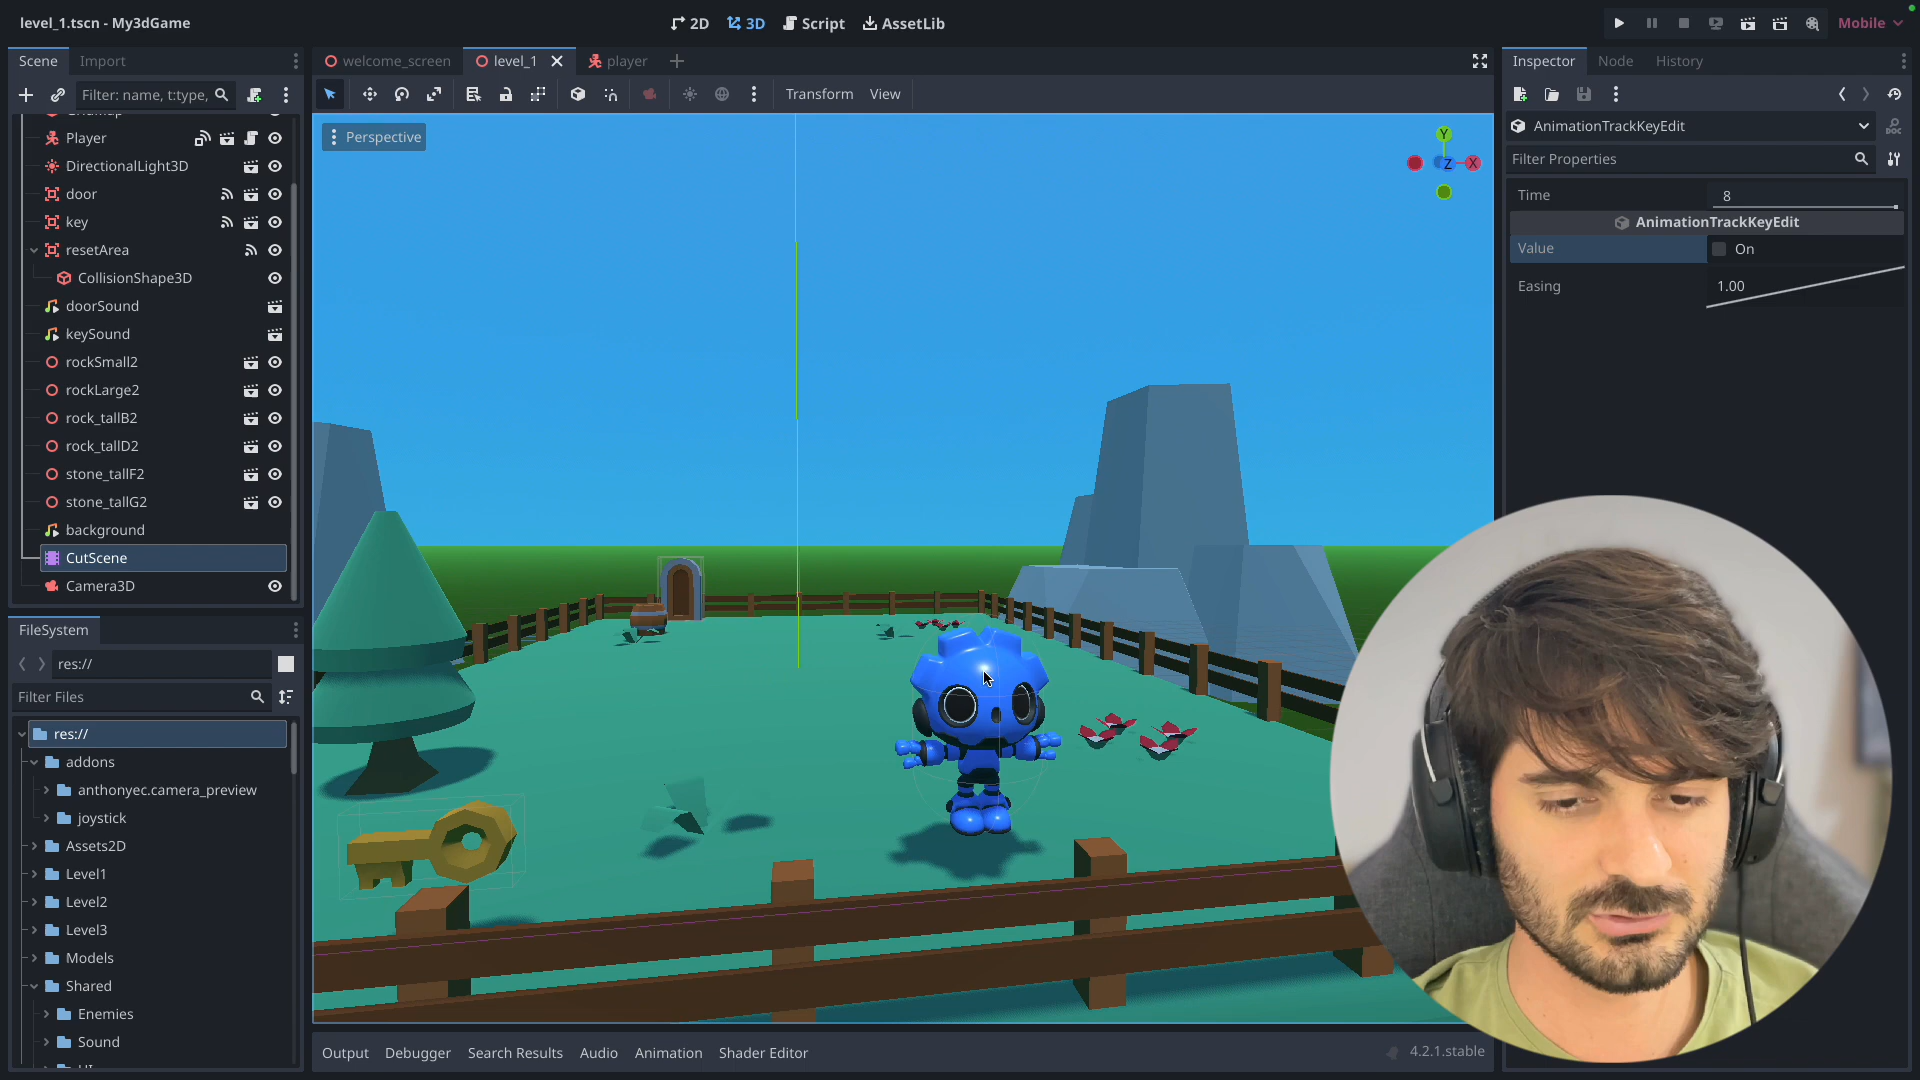 level_1.tscn - My3dGame
2D
3D
Script
AssetLib
Mobile
Scene
Import
Filter: name, t:type,
Player
DirectionalLight3D
door
key
resetArea
CollisionShape3D
doorSound
keySound
rockSmall2
rockLarge2
rock_tallB2
rock_tallD2
stone_tallF2
stone_tallG2
background
CutScene
Camera3D
FileSystem
res://
Filter Files
res://
addons
anthonyec.camera_preview
joystick
Assets2D
Level1
Level2
Level3
Models
Shared
Enemies
Sound
welcome_screen
level_1
player
Transform
View
Perspective
Y
Z
X
Output
Debugger
Search Results
Audio
Animation
Shader Editor
4.2.1.stable
Inspector
Node
History
AnimationTrackKeyEdit
DOC
Filter Properties
Time
8
AnimationTrackKeyEdit
Value
On
Easing
1.00